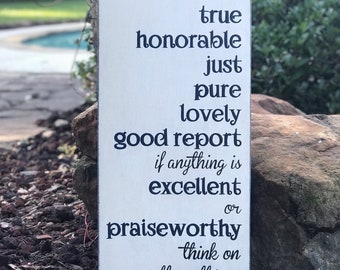 true
honorable
just
pure
lovely
good report
if anything is
excellent
or
praiseworthy
think on